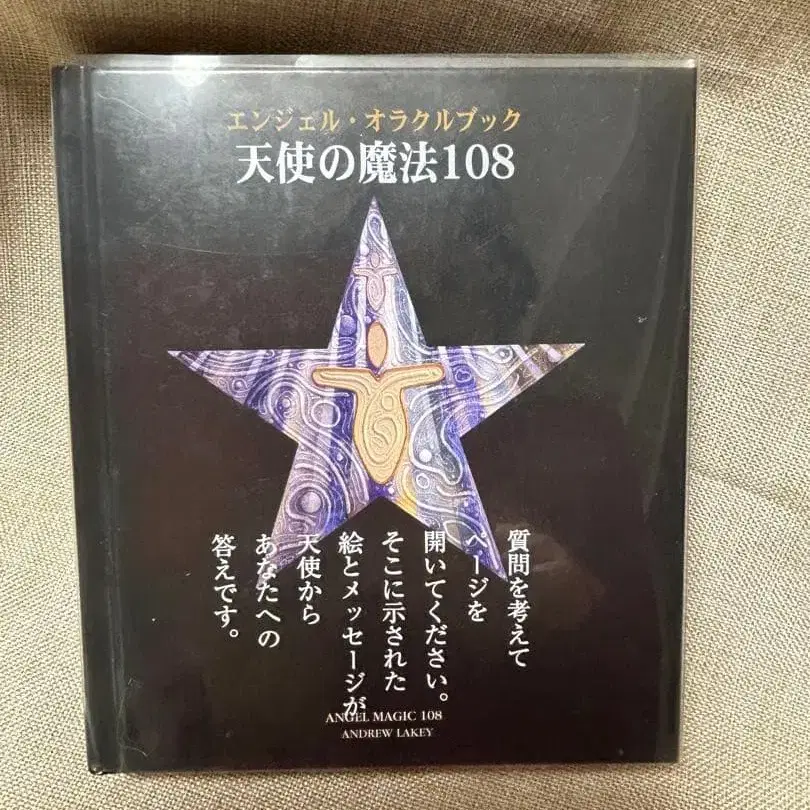 エンジェル・オラクルブック
天使の魔法108
質問を考えて
ページを
開いてください。
そこに示された
絵とメッセージが
天使から
あなたへの
答えです。
ANGEL MAGIC 108
ANDREW LAKEY